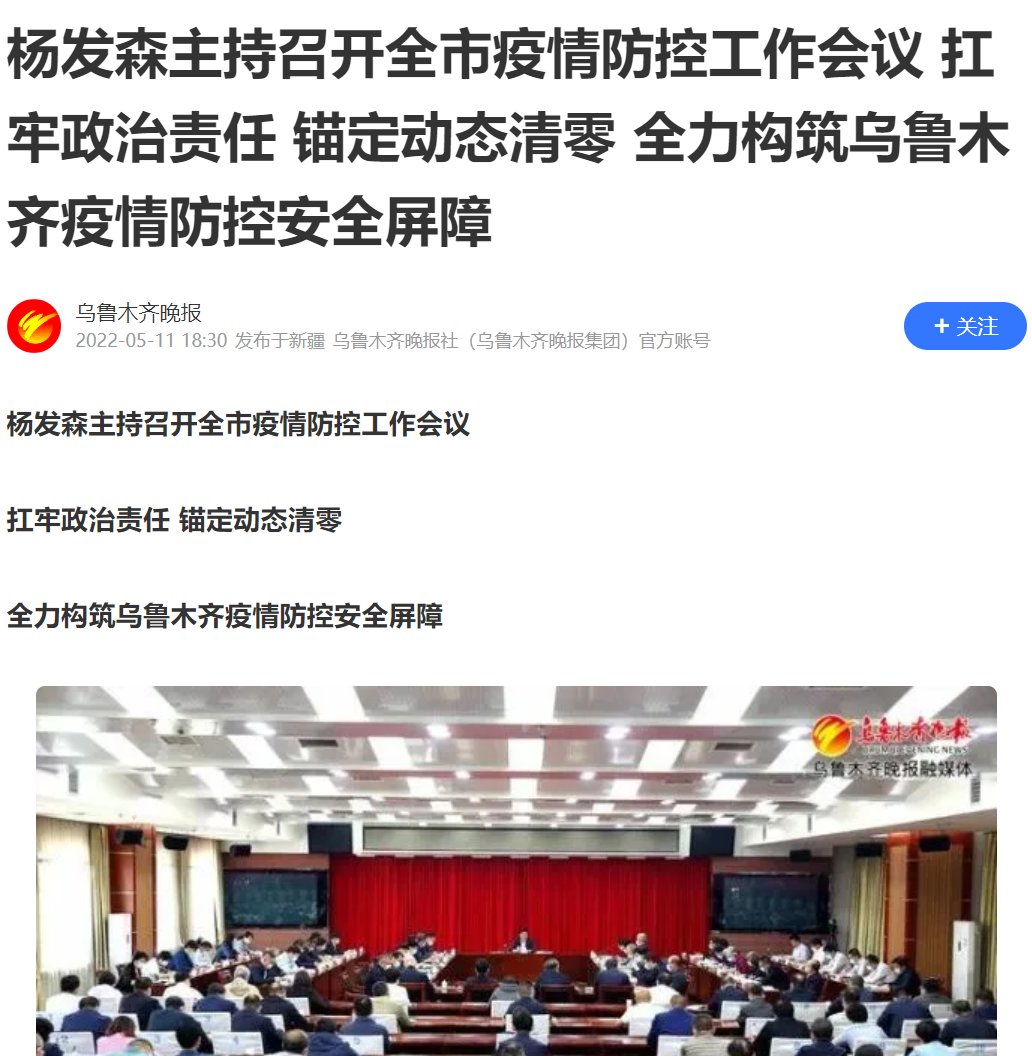 杨发森主持召开全市疫情防控工作会议 扛
牢政治责任 锚定动态清零 全力构筑乌鲁木
齐疫情防控安全屏障
乌鲁木齐晚报
2022-05-11 18:30 发布于新疆 乌鲁木齐晚报社（乌鲁木齐晚报集团）官方账号
+ 关注
杨发森主持召开全市疫情防控工作会议
扛牢政治责任 锚定动态清零
全力构筑乌鲁木齐疫情防控安全屏障
乌鲁木齐晚报
URUMQI EVENING NEWS
乌鲁木齐晚报融媒体